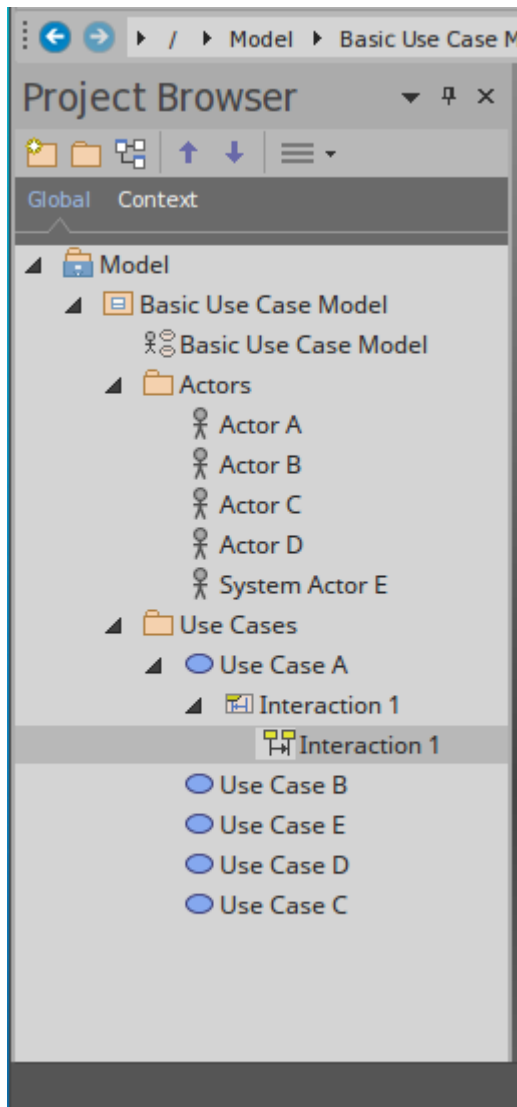 / Model Basic Use Case M
Project Browser
Global Context
Model
Basic Use Case Model
Basic Use Case Model
Actors
Actor A
Actor B
Actor C
Actor D
System Actor E
Use Cases
Use Case A
Interaction 1
Interaction 1
Use Case B
Use Case E
Use Case D
Use Case C